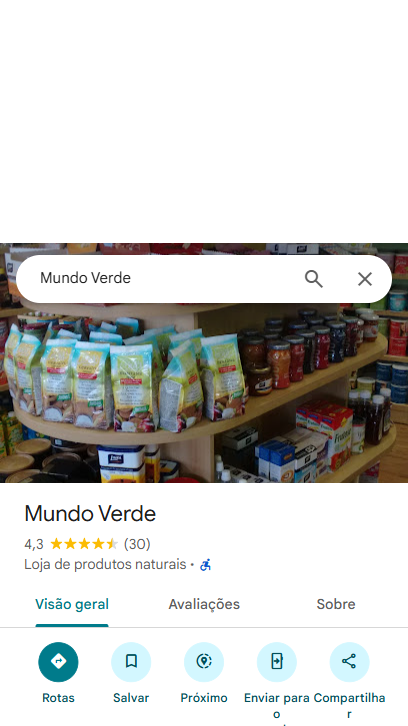 Mundo Verde
Mundo Verde
4,3 (30)
Loja de produtos naturais ·
Visão geral Avaliações Sobre
Rotas Salvar Próximo Enviar para o Compartilhar